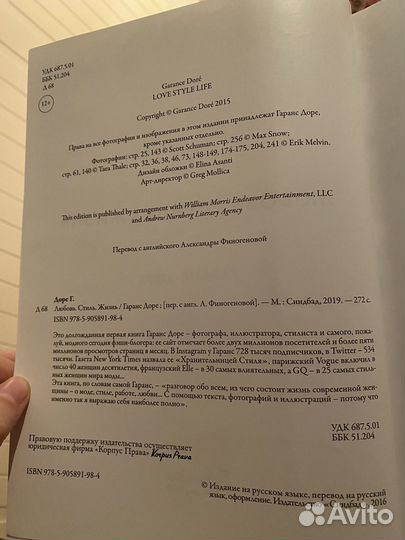 УДК 687.5.01
ББК 51.204
Д 68
12+
Garance Doré
LOVE STYLE LIFE
Copyright © Garance Doré 2015
Права на все фотографии и изображения в этом издании принадлежат Гаранс Доре,
кроме указанных отдельно.
Фотографии: стр. 25, 143 © Scott Schuman; стр. 256 © Max Snow;
стр. 61, 140 © Tara Thale; стр. 32, 36, 38, 46, 73, 148-149, 174-175, 204, 241 © Erik Melvin.
Дизайн обложки © Elina Asanti
Арт-директор © Greg Mollica
This edition is published by arrangement with William Morris Endeavor Entertainment, LLC
and Andrew Nurnberg Literary Agency
Перевод с английского Александры Финогеновой
Доре Г.
Д 68 Любовь. Стиль. Жизнь / Гаранс Доре ; [пер. с англ. А. Финогеновой]. — М. : Синдбад, 2019. — 272 с.
ISBN 978-5-905891-98-4
Это долгожданная первая книга Гаранс Доре – фотографа, иллюстратора, стилиста и самого, пожа-
луй, модного сегодня фэшн-блогера: ее сайт отмечает более двух миллионов посетителей и более пяти
миллионов просмотров страниц в месяц. В Instagram у Гаранс 728 тысяч подписчиков, в Twitter – 534
тысячи. Газета New York Times назвала ее «Хранительницей Стиля», парижский Vogue включил в
число 40 женщин десятилетия, французский Elle – в 30 самых влиятельных, а GQ – в 25 самых стиль-
ных женщин мира моды...
Эта книга, по словам самой Гаранс, – «разговор обо всем, из чего состоит жизнь современной жен-
щины – о моде, стиле, работе, любви... С помощью текста, фотографий и иллюстраций – потому что
именно так я выражаю себя наиболее полно».
УДК 687.5.01
ББК 51.204
Правовую поддержку издательства осуществляет
юридическая фирма «Корпус Права» Korpus Prava
ISBN 978-5-905891-98-4
© Издание на русском языке, перевод на русский
язык, оформление. Издательство «Синдбад», 2016
Avito